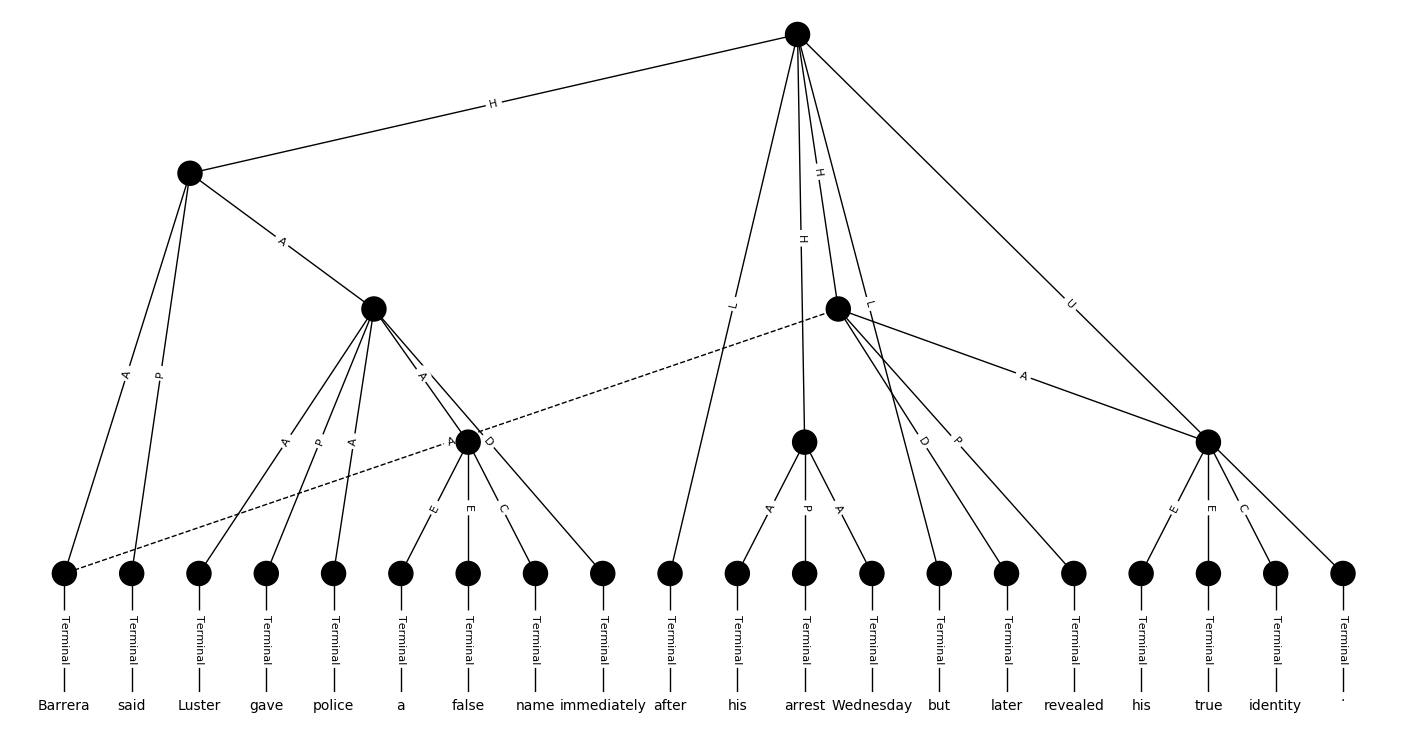 H
H
A
H
L
L
U
A
P
A
A
A
P
A
A
D
D
P
E
E
C
A
P
A
E
E
C
Terminal Terminal Terminal Terminal Terminal Terminal Terminal Terminal Terminal Terminal Terminal Terminal Terminal Terminal Terminal Terminal Terminal Terminal Terminal Terminal
Barrera said Luster gave police a false name immediately after his arrest Wednesday but later revealed his true identity .